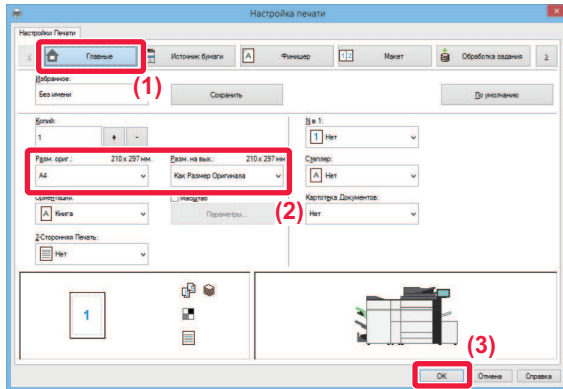 Настройка печати
Настройки Печати
Главные
Источник бумаги
Финишер
Макет
Обработка задания
(1)
Избранное:
Без имени
Сохранить
По умолчанию
Копий:
1
+ -
N в 1:
1 Нет
Разм. ориг.: 210 x 297 мм.
A4
Разм. на вых.: 210 x 297 мм
Как Размер Оригинала
Степлер:
Нет
Ориентация:
Книга
Масштаб
Параметры...
(2)
Картотека Документов:
Нет
2-Сторонняя Печать:
Нет
1
(3)
OK
Отмена
Справка